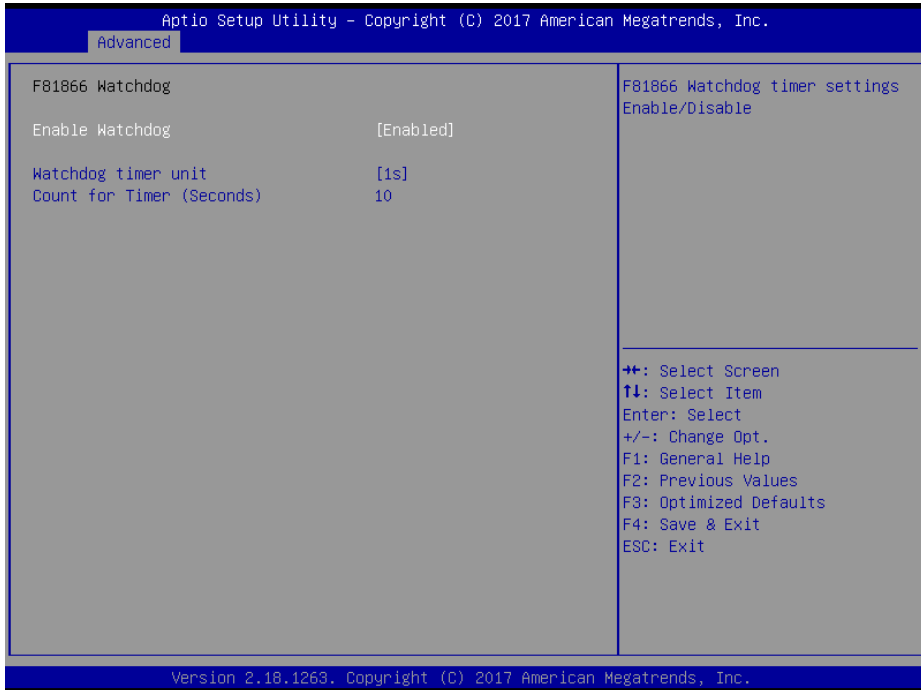 Aptio Setup Utility – Copyright (C) 2017 American Megatrends, Inc.
Advanced
F81866 Watchdog
Enable Watchdog [Enabled]
Watchdog timer unit [1s]
Count for Timer (Seconds) 10
F81866 Watchdog timer settings
Enable/Disable
→←: Select Screen
↑↓: Select Item
Enter: Select
+/-: Change Opt.
F1: General Help
F2: Previous Values
F3: Optimized Defaults
F4: Save & Exit
ESC: Exit
Version 2.18.1263. Copyright (C) 2017 American Megatrends, Inc.